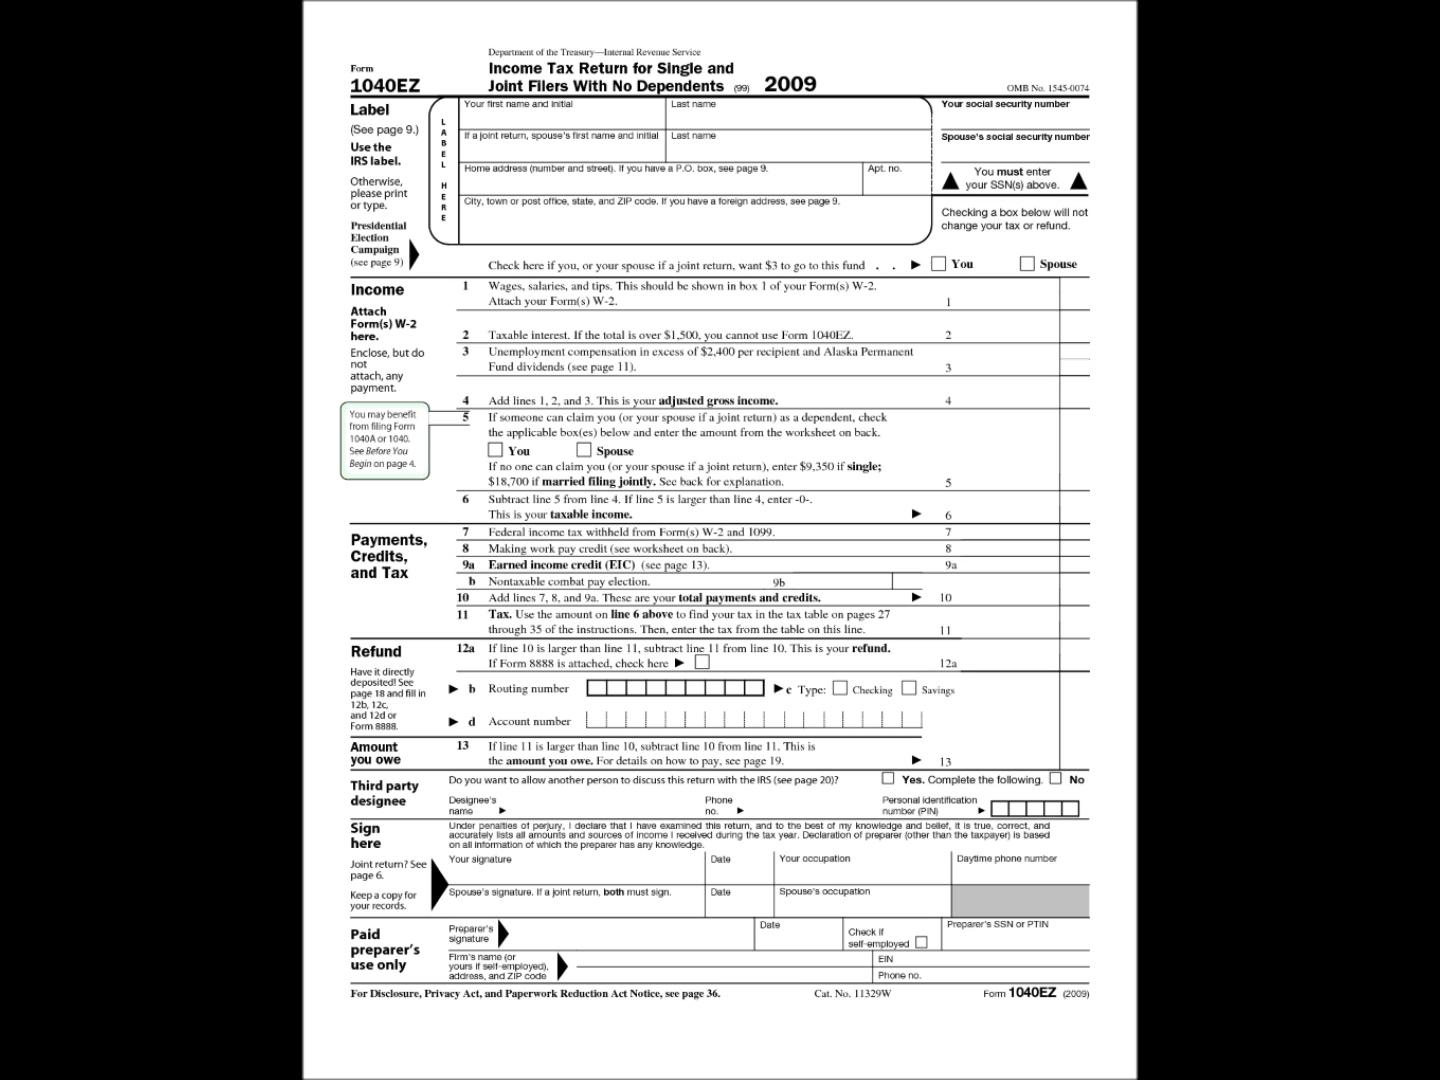 Department of the Treasury—Internal Revenue Service
Form
1040EZ
Income Tax Return for Single and
Joint Filers With No Dependents (99) 2009
OMB No. 1545-0074
Label
(See page 9.)
Use the
IRS label.
Otherwise,
please print
or type.
Presidential
Election
Campaign
(see page 9)
LABEL HERE
Your first name and initial
Last name
Your social security number
If a joint return, spouse's first name and initial
Last name
Spouse's social security number
Home address (number and street). If you have a P.O. box, see page 9.
Apt. no.
You must enter
your SSN(s) above.
City, town or post office, state, and ZIP code. If you have a foreign address, see page 9.
Checking a box below will not
change your tax or refund.
Check here if you, or your spouse if a joint return, want $3 to go to this fund . . ▶ You Spouse
Income
Attach
Form(s) W-2
here.
Enclose, but do
not
attach, any
payment.
You may benefit
from filing Form
1040A or 1040.
See Before You
Begin on page 4.
1 Wages, salaries, and tips. This should be shown in box 1 of your Form(s) W-2.
Attach your Form(s) W-2. 1
2 Taxable interest. If the total is over $1,500, you cannot use Form 1040EZ. 2
3 Unemployment compensation in excess of $2,400 per recipient and Alaska Permanent
Fund dividends (see page 11). 3
4 Add lines 1, 2, and 3. This is your adjusted gross income. 4
5 If someone can claim you (or your spouse if a joint return) as a dependent, check
the applicable box(es) below and enter the amount from the worksheet on back.
You Spouse
If no one can claim you (or your spouse if a joint return), enter $9,350 if single;
$18,700 if married filing jointly. See back for explanation. 5
6 Subtract line 5 from line 4. If line 5 is larger than line 4, enter -0-.
This is your taxable income. ▶ 6
Payments,
Credits,
and Tax
7 Federal income tax withheld from Form(s) W-2 and 1099. 7
8 Making work pay credit (see worksheet on back). 8
9a Earned income credit (EIC) (see page 13). 9a
b Nontaxable combat pay election. 9b
10 Add lines 7, 8, and 9a. These are your total payments and credits. ▶ 10
11 Tax. Use the amount on line 6 above to find your tax in the tax table on pages 27
through 35 of the instructions. Then, enter the tax from the table on this line. 11
Refund
Have it directly
deposited! See
page 18 and fill in
12b, 12c,
and 12d or
Form 8888.
12a If line 10 is larger than line 11, subtract line 11 from line 10. This is your refund.
If Form 8888 is attached, check here ▶ 12a
▶ b Routing number ▶ c Type: Checking Savings
▶ d Account number
Amount
you owe
13 If line 11 is larger than line 10, subtract line 10 from line 11. This is
the amount you owe. For details on how to pay, see page 19. ▶ 13
Third party
designee
Do you want to allow another person to discuss this return with the IRS (see page 20)? Yes. Complete the following. No
Designee's
name ▶
Phone
no. ▶
Personal identification
number (PIN) ▶
Sign
here
Joint return? See
page 6.
Keep a copy for
your records.
Under penalties of perjury, I declare that I have examined this return, and to the best of my knowledge and belief, it is true, correct, and
accurately lists all amounts and sources of income I received during the tax year. Declaration of preparer (other than the taxpayer) is based
on all information of which the preparer has any knowledge.
Your signature Date Your occupation Daytime phone number
Spouse's signature. If a joint return, both must sign. Date Spouse's occupation
Paid
preparer's
use only
Preparer's
signature
Date
Check if
self-employed
Preparer's SSN or PTIN
Firm's name (or
yours if self-employed),
address, and ZIP code
EIN
Phone no.
For Disclosure, Privacy Act, and Paperwork Reduction Act Notice, see page 36. Cat. No. 11329W Form 1040EZ (2009)